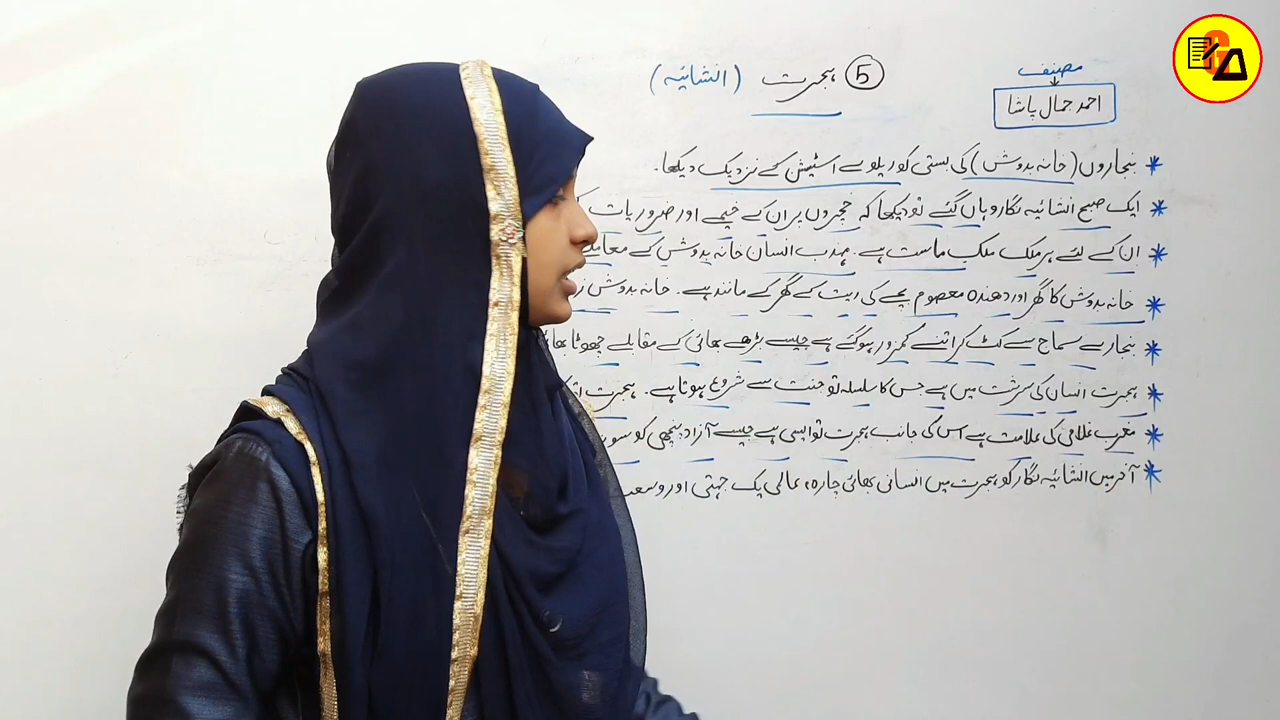 ⑤ ہجرت (انشائیہ)
مصنف
احمد جمال پاشا
بنجاروں (خانہ بدوش) کی بستی کو ریلوے اسٹیشن کے نزدیک دیکھا۔
ایک صبح انشائیہ نگار وہاں گئے تو دیکھا کہ خچروں پر ان کے خیمے اور ضروریات
ان کے لئے ہر ملک ملکِ ماست ہے۔ مہذب انسان خانہ بدوش کے معاملے
خانہ بدوش کا گھر اور دھندہ معصوم بچے کی ریت کے گھر کے مانند ہے۔ خانہ بدوش
بنجارے سماج سے کٹ کر اتنے کمزور ہو گئے ہے جیسے بڑھے بھائی کے مقابلے چھوٹا
ہجرت انسان کی سرشت میں ہے جس کا سلسلہ تو جنت سے شروع ہوتا ہے۔ ہجرت
مغرب غلامی کی علامت ہے اس کی جانب ہجرت تو ایسی ہے جیسے آزاد پنچھی کو
آخر میں انشائیہ نگار کو ہجرت میں انسانی بھائی چارہ، عالمی یک جہتی اور